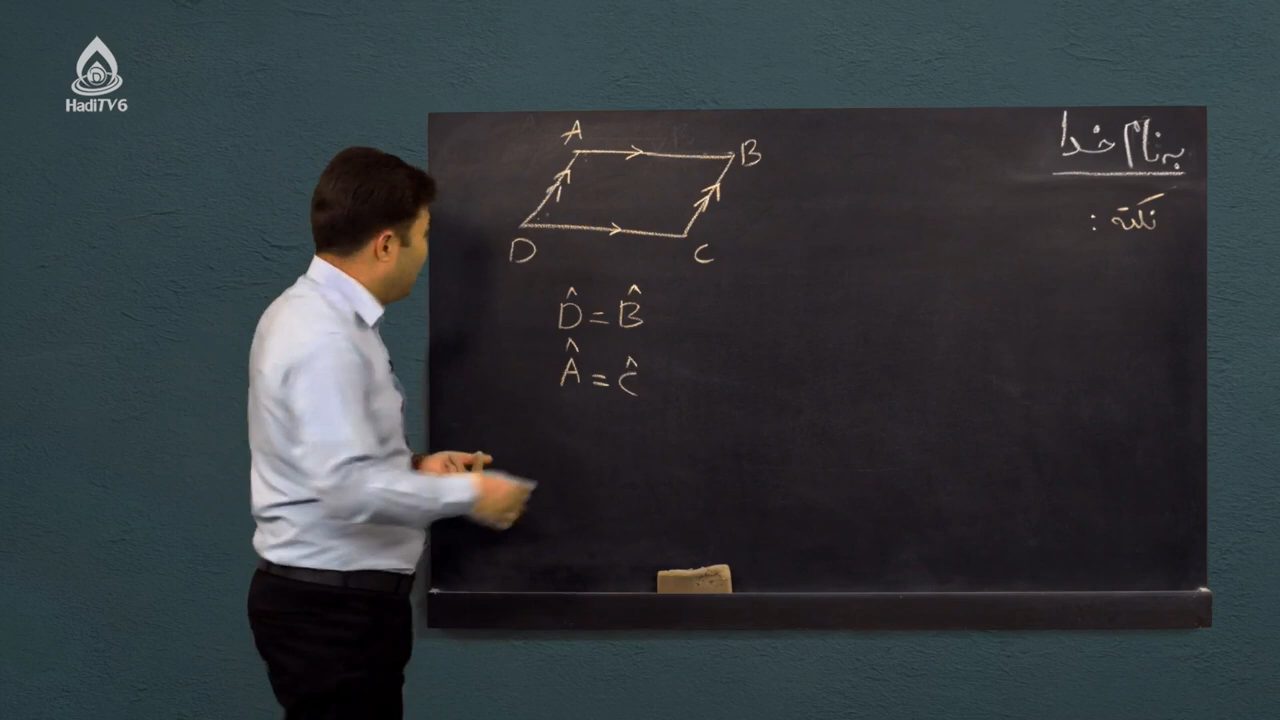 HadiTV6
به نام خدا
نکته :
A
B
D
C
D̂ = B̂
Â = Ĉ